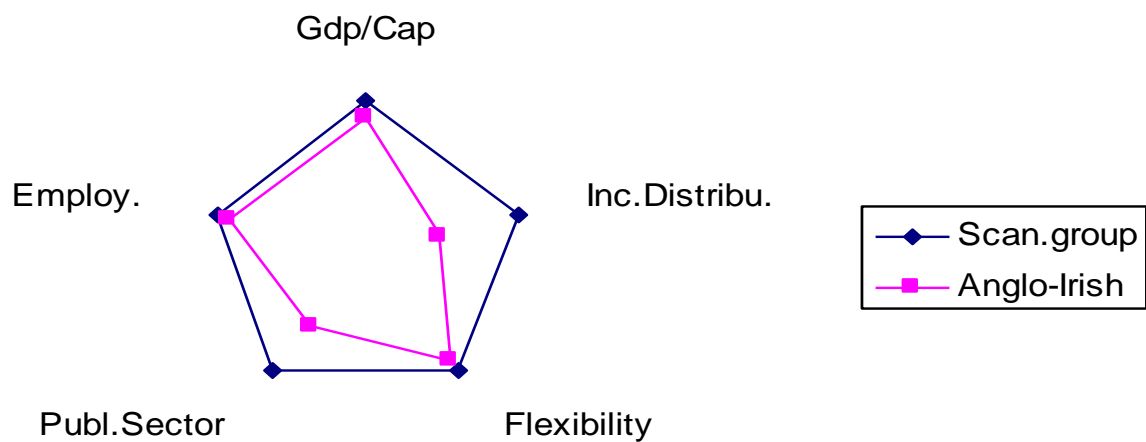 Gdp/Cap
Employ.
Inc.Distribu.
Scan.group
Anglo-Irish
Publ.Sector
Flexibility